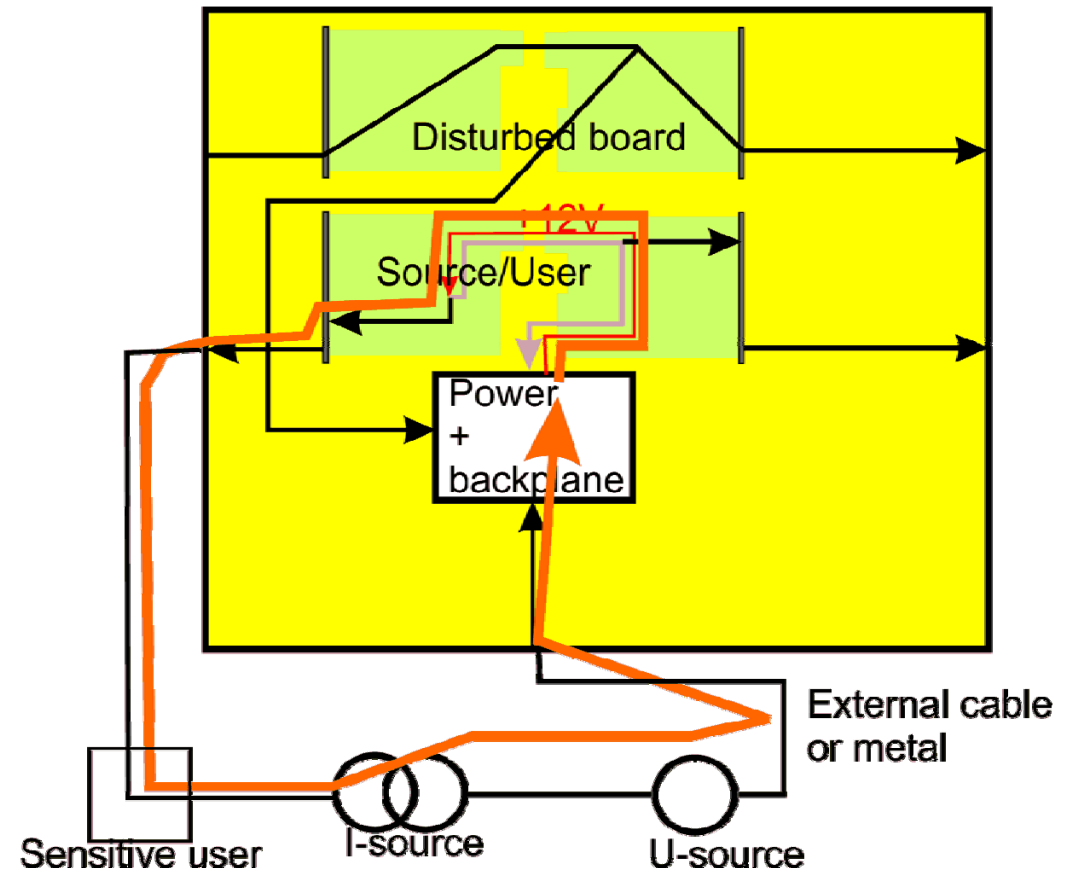 Disturbed board
+12V
Source/User
Power
+
backplane
External cable
or metal
Sensitive user
I-source
U-source